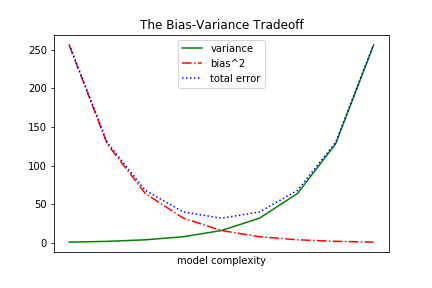 The Bias-Variance Tradeoff
250
200
150
100
50
0
variance
bias^2
total error
model complexity